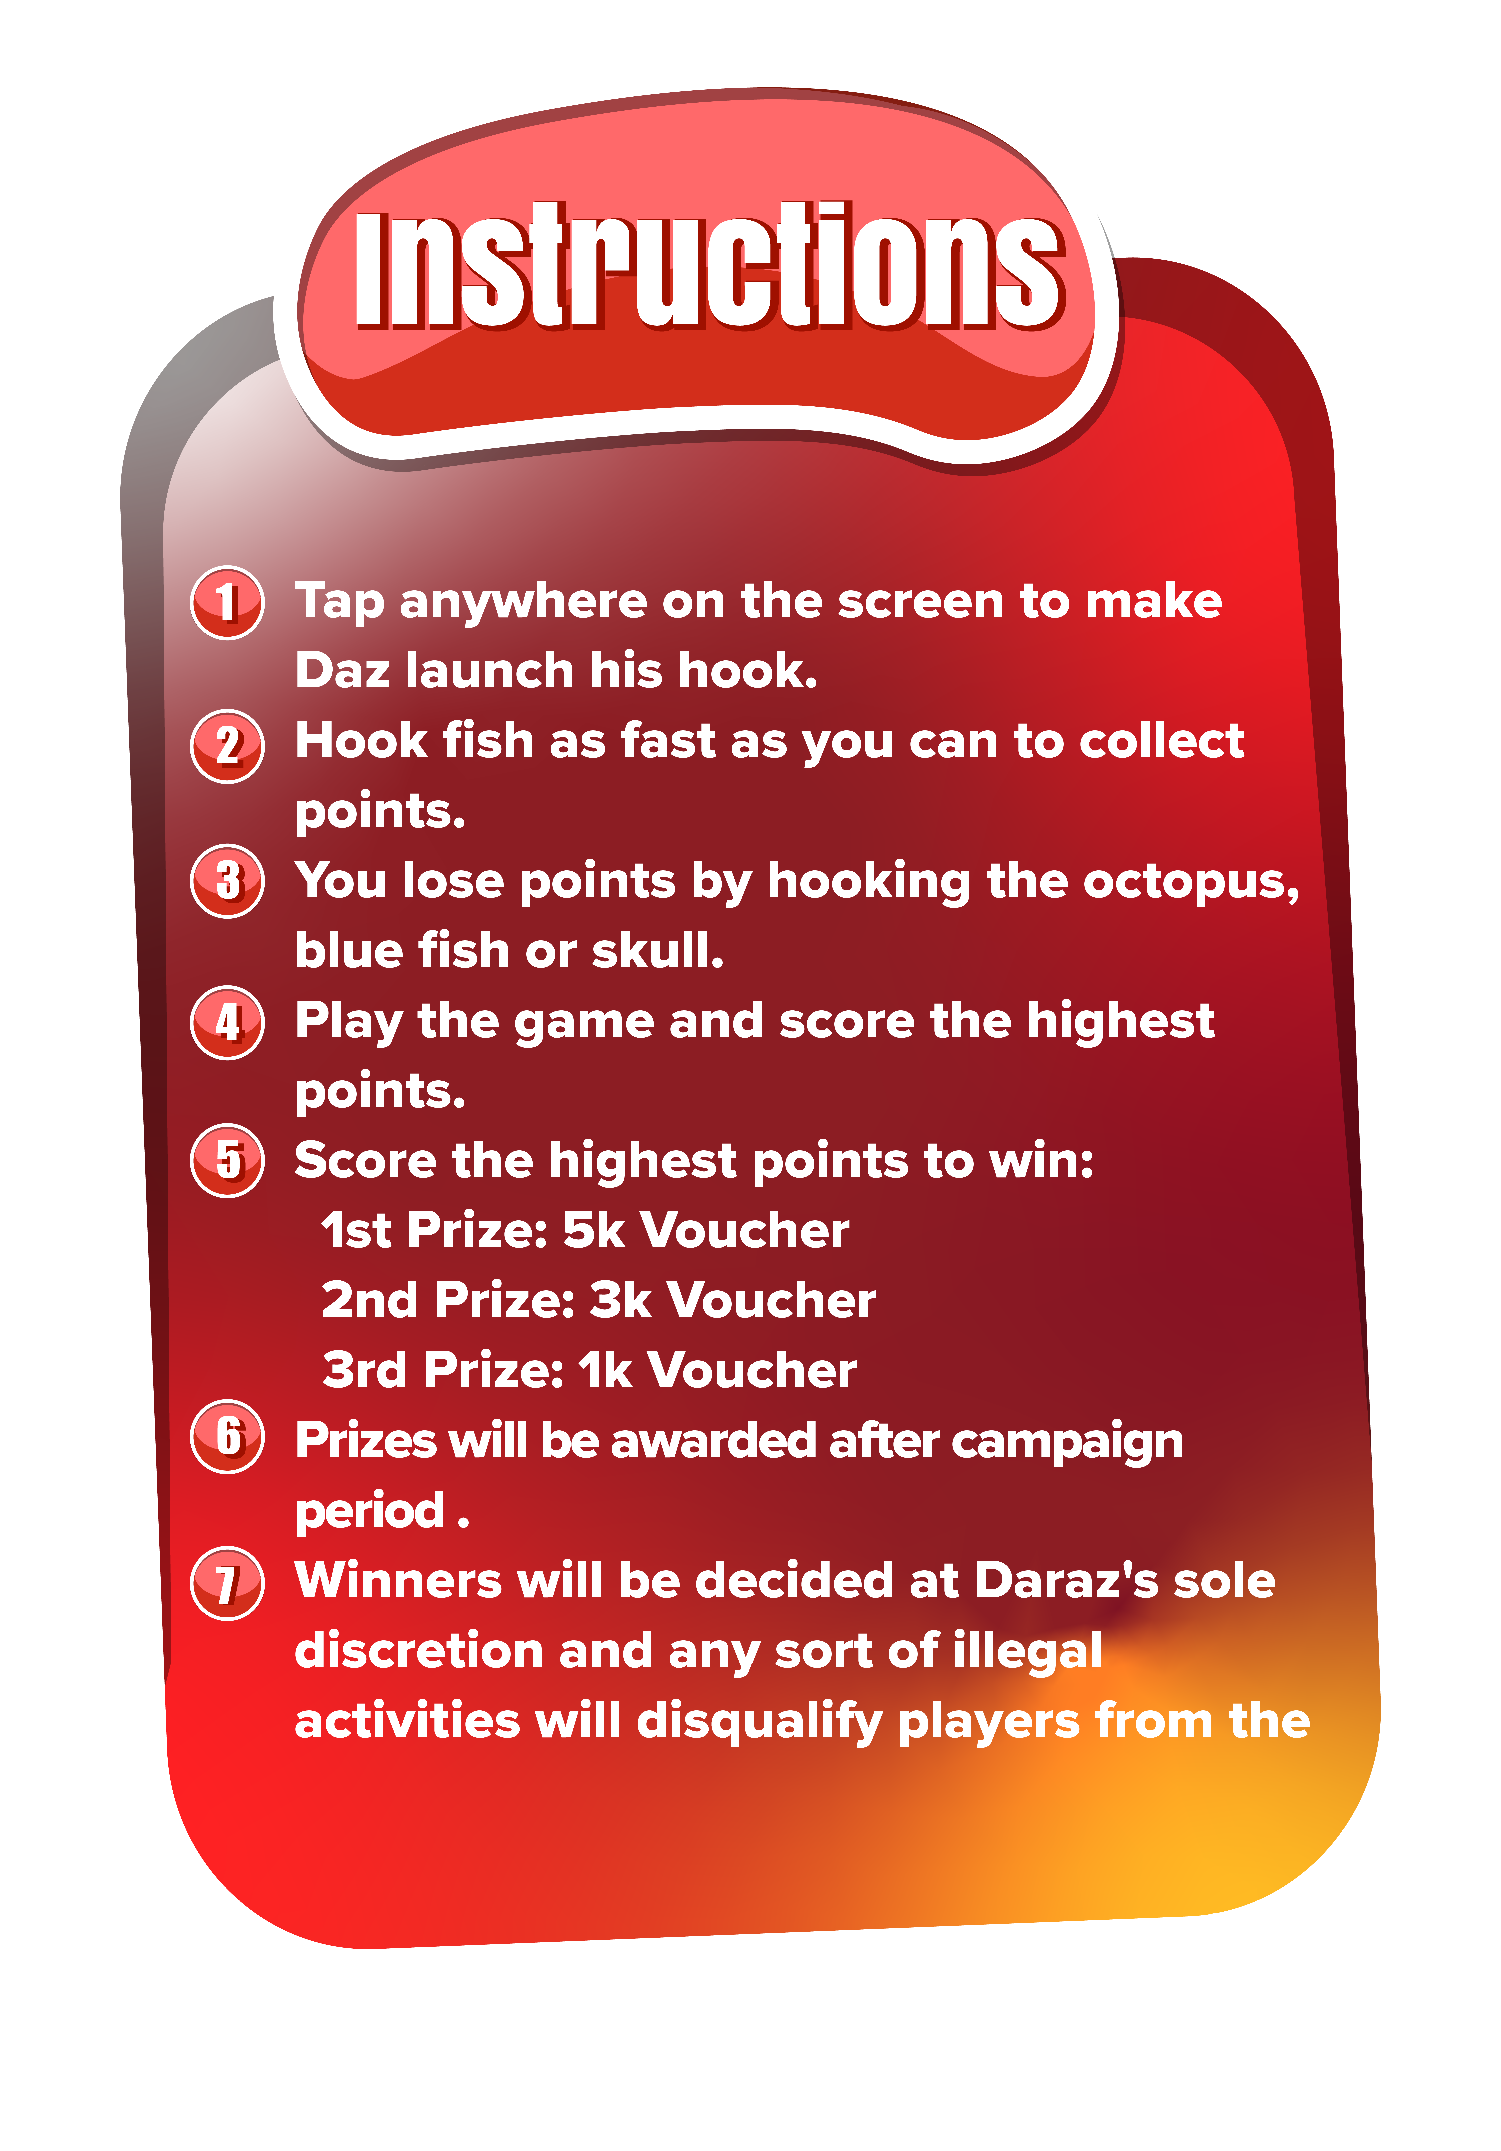 Instructions
1 Tap anywhere on the screen to make
Daz launch his hook.
2 Hook fish as fast as you can to collect
points.
3 You lose points by hooking the octopus,
blue fish or skull.
4 Play the game and score the highest
points.
5 Score the highest points to win:
1st Prize: 5k Voucher
2nd Prize: 3k Voucher
3rd Prize: 1k Voucher
6 Prizes will be awarded after campaign
period .
7 Winners will be decided at Daraz's sole
discretion and any sort of illegal
activities will disqualify players from the